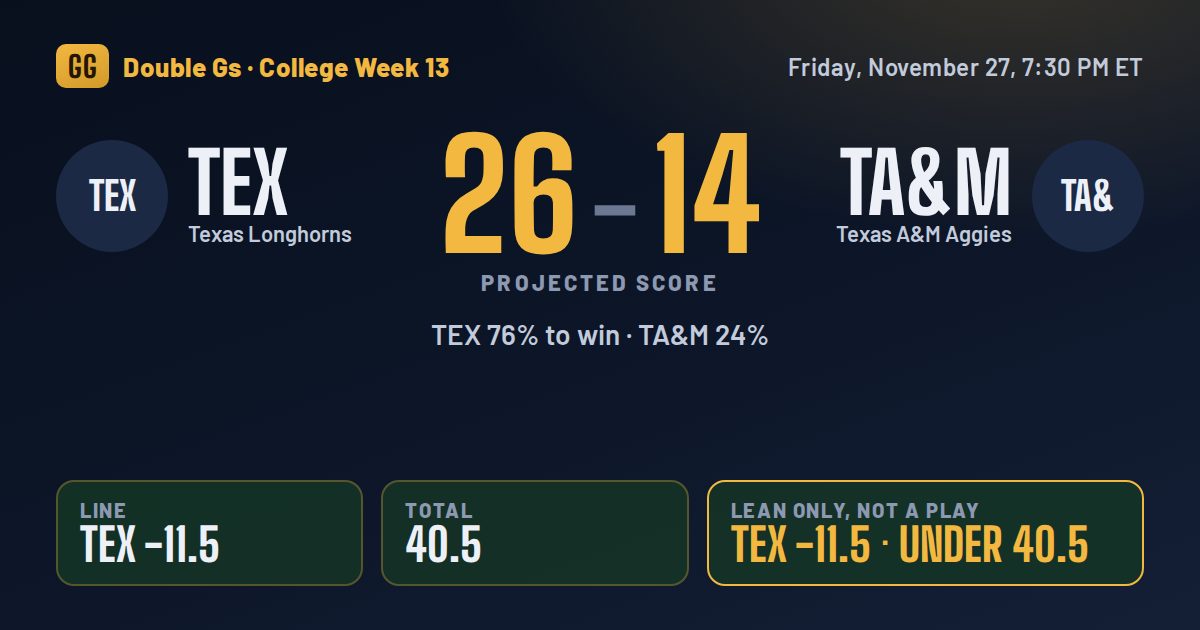 GG
Double Gs · College Week 13
Friday, November 27, 7:30 PM ET
TEX
TEX
Texas Longhorns
26 – 14
TA&M
Texas A&M Aggies
TA&
PROJECTED SCORE
TEX 76% to win · TA&M 24%
LINE
TEX −11.5
TOTAL
40.5
LEAN ONLY, NOT A PLAY
TEX −11.5 · UNDER 40.5